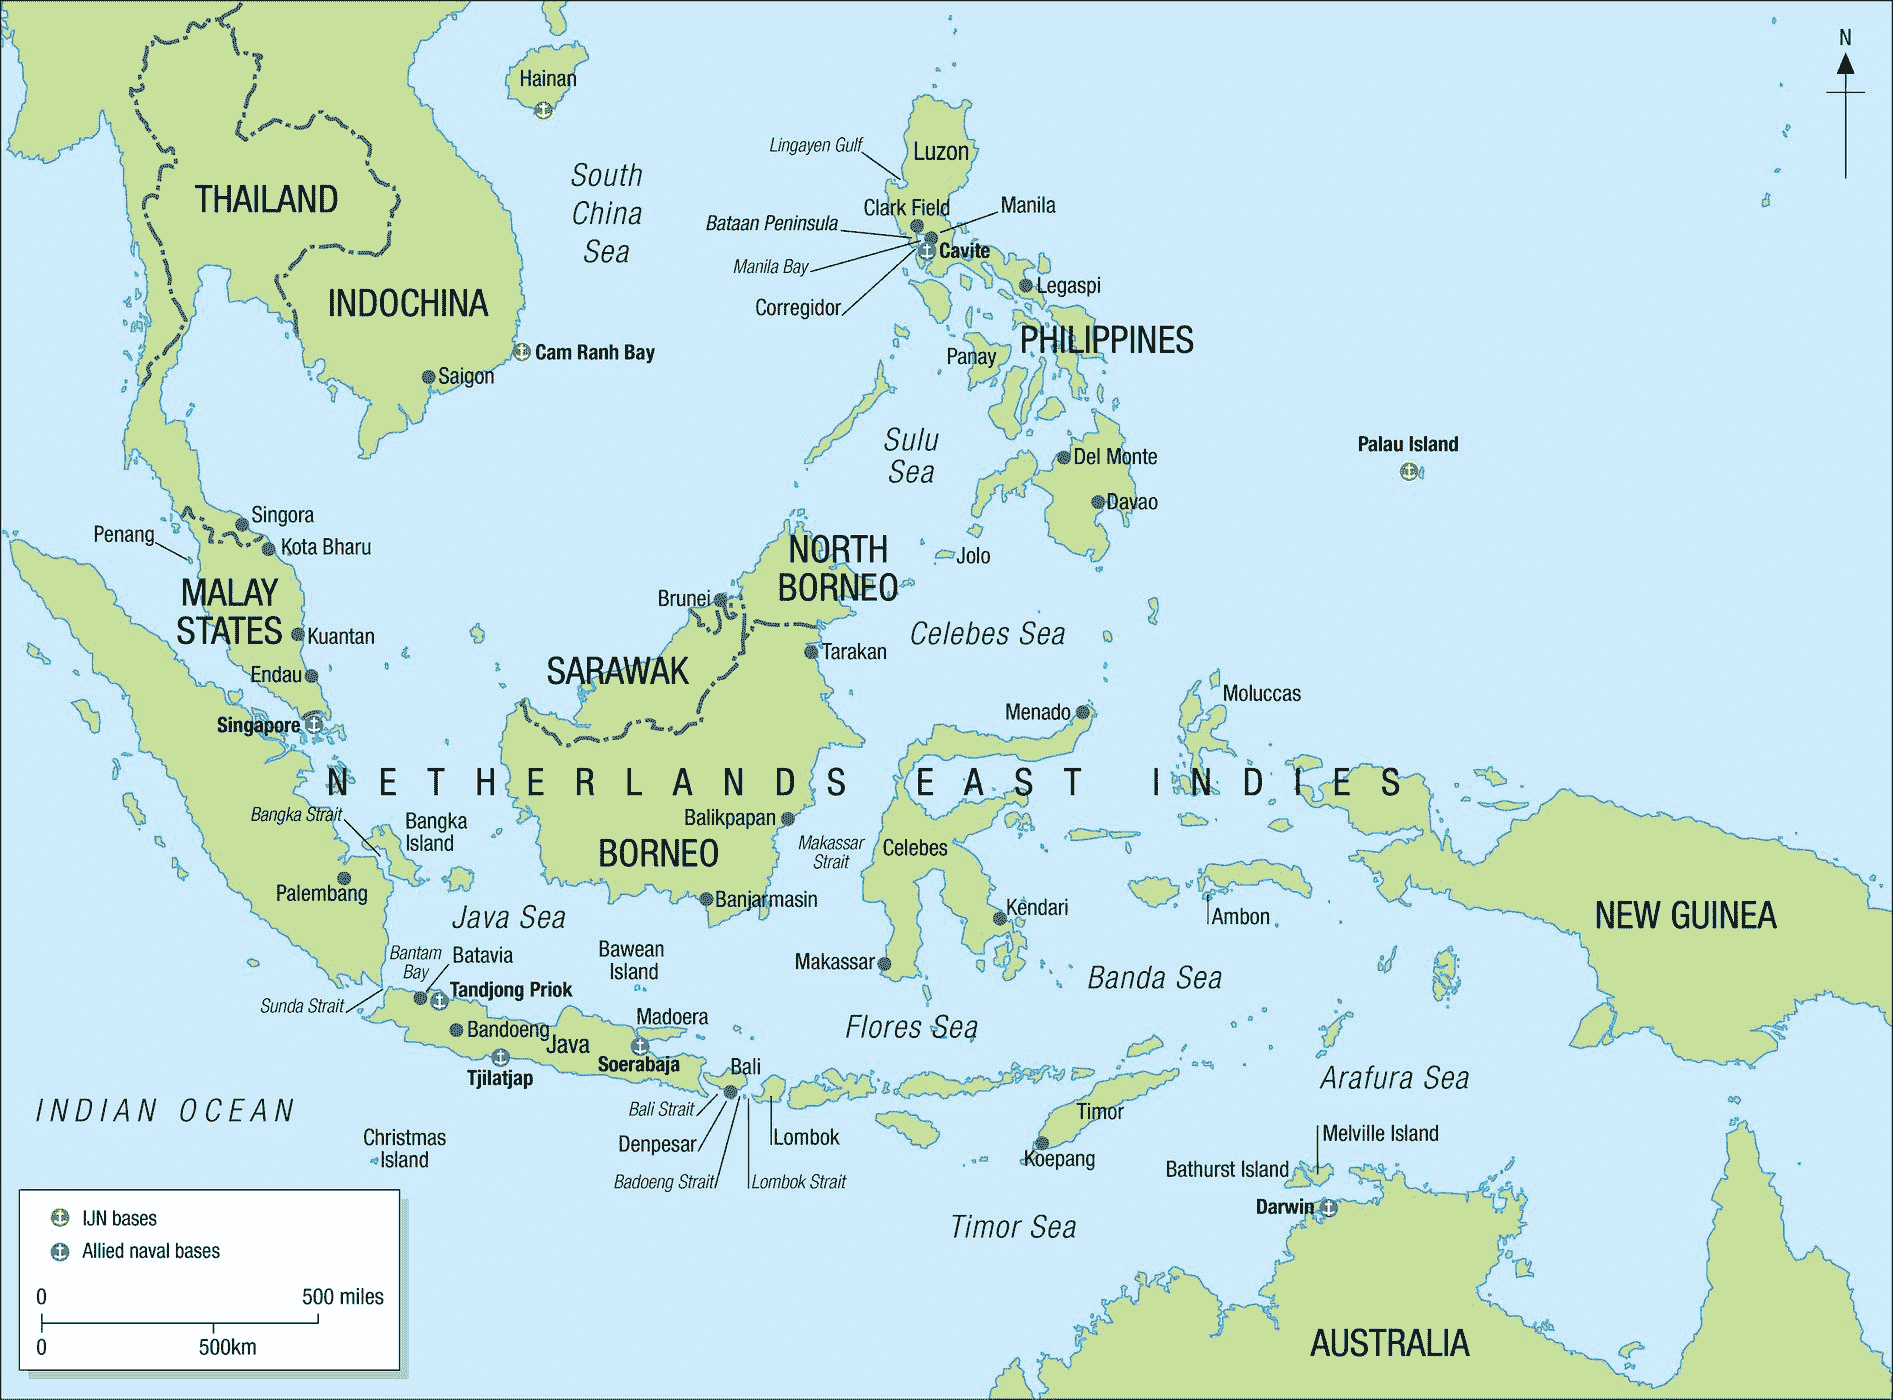 N
Hainan
Lingayen Gulf
Luzon
South
China
Sea
THAILAND
Clark Field
Manila
Bataan Peninsula
Cavite
Manila Bay
Legaspi
Corregidor
INDOCHINA
PHILIPPINES
Cam Ranh Bay
Panay
Saigon
Sulu
Sea
Palau Island
Del Monte
Davao
Singora
Penang
Kota Bharu
NORTH
BORNEO
Jolo
MALAY
STATES
Brunei
Kuantan
Celebes Sea
Tarakan
SARAWAK
Endau
Moluccas
Singapore
Menado
NETHERLANDS EAST INDIES
Bangka Strait
Bangka
Island
Balikpapan
Makassar
Strait
Celebes
BORNEO
Palembang
Banjarmasin
Kendari
Ambon
NEW GUINEA
Java Sea
Bantam
Bay
Batavia
Bawean
Island
Makassar
Banda Sea
Tandjong Priok
Sunda Strait
Madoera
Flores Sea
Bandoeng
Java
Soerabaja
Bali
Tjilatjap
Arafura Sea
INDIAN OCEAN
Bali Strait
Timor
Christmas
Island
Denpesar
Lombok
Melville Island
Koepang
Bathurst Island
Badoeng Strait
Lombok Strait
Darwin
Timor Sea
IJN bases
Allied naval bases
0
500 miles
0
500km
AUSTRALIA